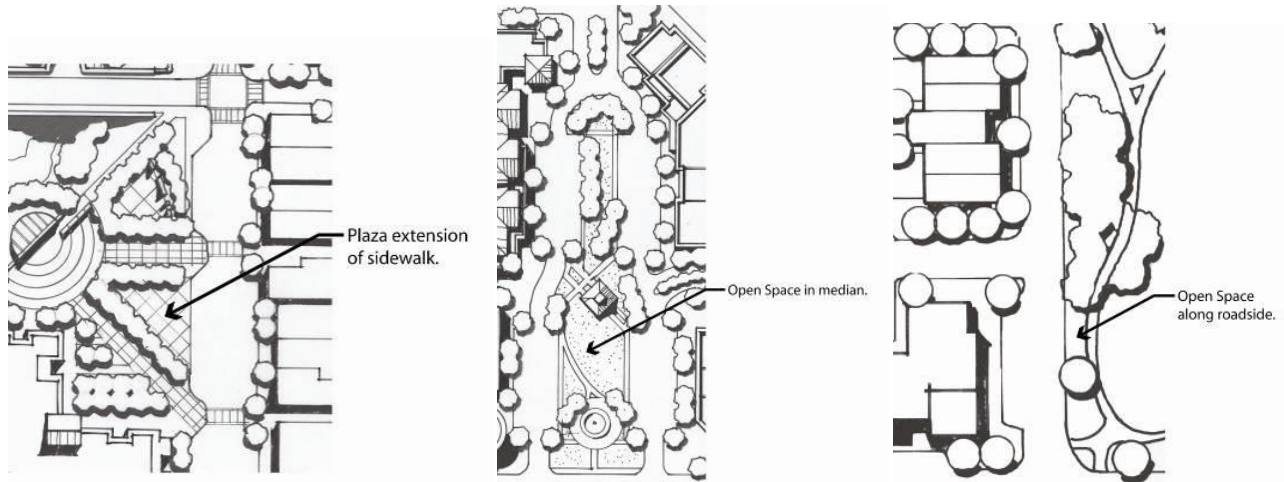 Plaza extension
of sidewalk.
Open Space in median.
Open Space
along roadside.